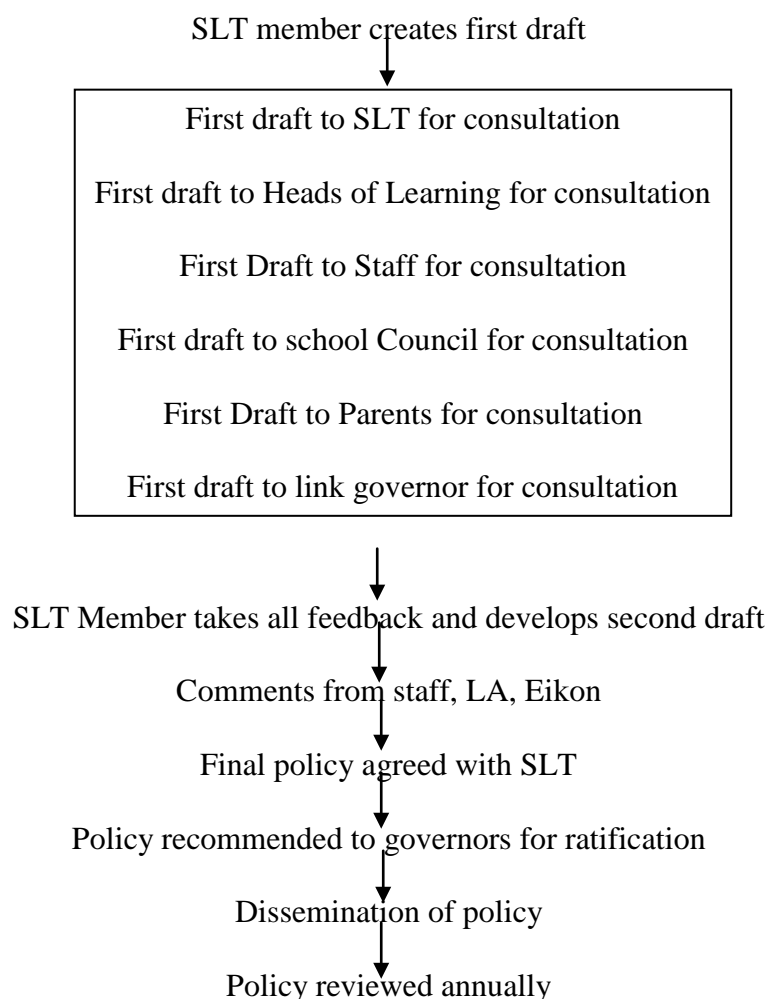 SLT member creates first draft
First draft to SLT for consultation
First draft to Heads of Learning for consultation
First Draft to Staff for consultation
First draft to school Council for consultation
First Draft to Parents for consultation
First draft to link governor for consultation
SLT Member takes all feedback and develops second draft
Comments from staff, LA, Eikon
Final policy agreed with SLT
Policy recommended to governors for ratification
Dissemination of policy
Policy reviewed annually